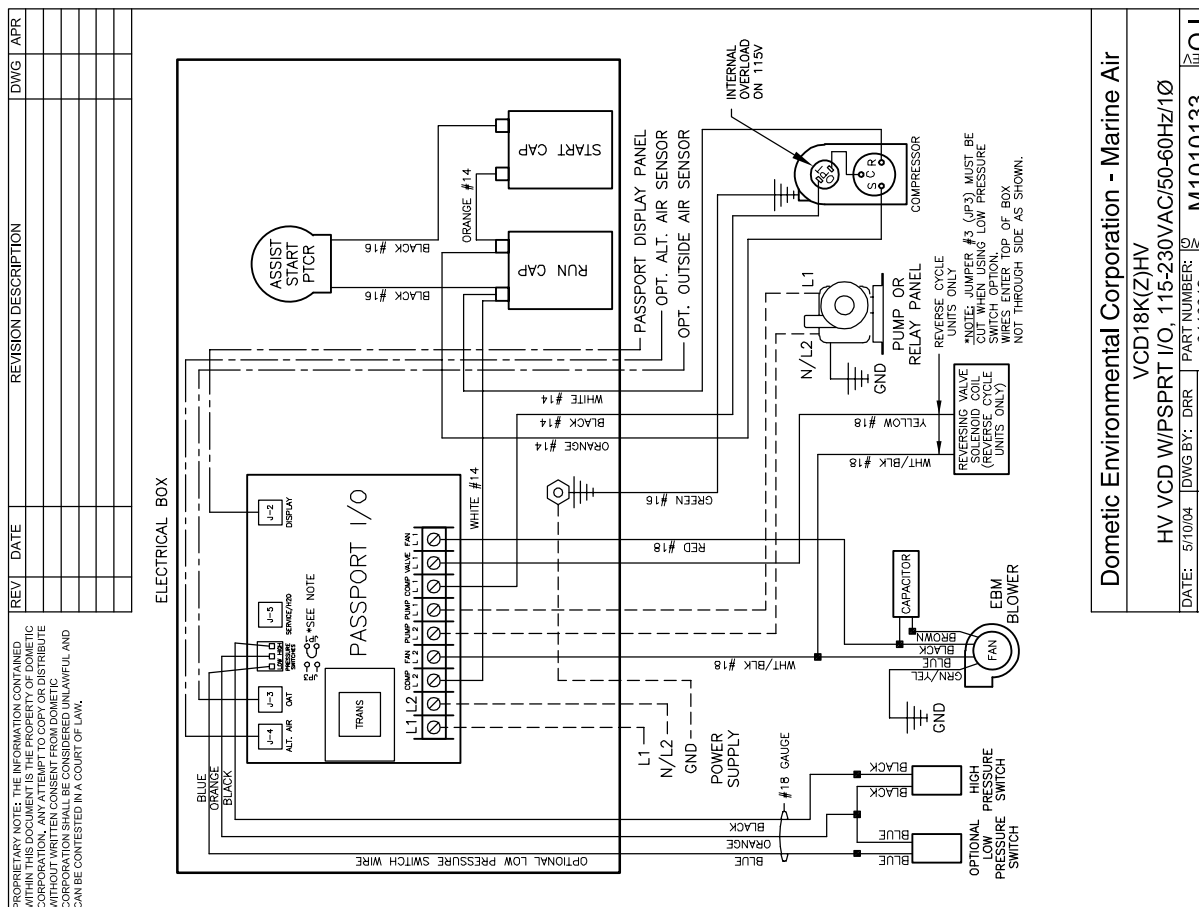 PROPRIETARY NOTE: THE INFORMATION CONTAINED
WITHIN THIS DOCUMENT IS THE PROPERTY OF DOMETIC
CORPORATION. ANY ATTEMPT TO COPY OR DISTRIBUTE
WITHOUT WRITTEN CONSENT FROM DOMETIC
CORPORATION SHALL BE CONSIDERED UNLAWFUL AND
CAN BE CONTESTED IN A COURT OF LAW.
REV DATE REVISION DESCRIPTION DWG APR
ELECTRICAL BOX
BLUE
ORANGE
BLACK
J-4
ALT. AIR
J-3
OAT
LOW HIGH
PRESSURE
SWITCHES
J-5
SERVICE/H20
J-2
DISPLAY
JP3
*SEE NOTE
TRANS
PASSPORT I/O
L1
L2
COMP L2
FAN L2
PUMP L2
PUMP L1
COMP L1
VALVE L1
FAN L1
ASSIST
START
PTCR
BLACK #16
BLACK #16
ORANGE #14
RUN CAP
START CAP
WHITE #14
WHITE #14
BLACK #14
ORANGE #14
OPTIONAL LOW PRESSURE SWITCH WIRE
PASSPORT DISPLAY PANEL
OPT. ALT. AIR SENSOR
OPT. OUTSIDE AIR SENSOR
L1
N/L2
GND
POWER
SUPPLY
WHT/BLK #18
RED #18
GREEN #16
INTERNAL
OVERLOAD
ON 115V
S C R
COMPRESSOR
N/L2
L1
GND
PUMP OR
RELAY PANEL
WHT/BLK #18
YELLOW #18
REVERSE CYCLE
UNITS ONLY
REVERSING VALVE
SOLENOID COIL
(REVERSE CYCLE
UNITS ONLY)
*NOTE: JUMPER #3 (JP3) MUST BE
CUT WHEN USING LOW PRESSURE
SWITCH OPTION.
WIRES ENTER TOP OF BOX
NOT THROUGH SIDE AS SHOWN.
BLUE
ORANGE
BLACK
#18 GAUGE
BLUE
BLUE
BLACK
BLACK
OPTIONAL
LOW
PRESSURE
SWITCH
HIGH
PRESSURE
SWITCH
GND
GRN/YEL
BLUE
BLACK
BROWN
CAPACITOR
FAN
EBM
BLOWER
Dometic Environmental Corporation - Marine Air
VCD18K(Z)HV
HV VCD W/PSPRT I/O, 115-230VAC/50-60Hz/1Ø
DATE: 5/10/04
DWG BY: DRR
PART NUMBER: